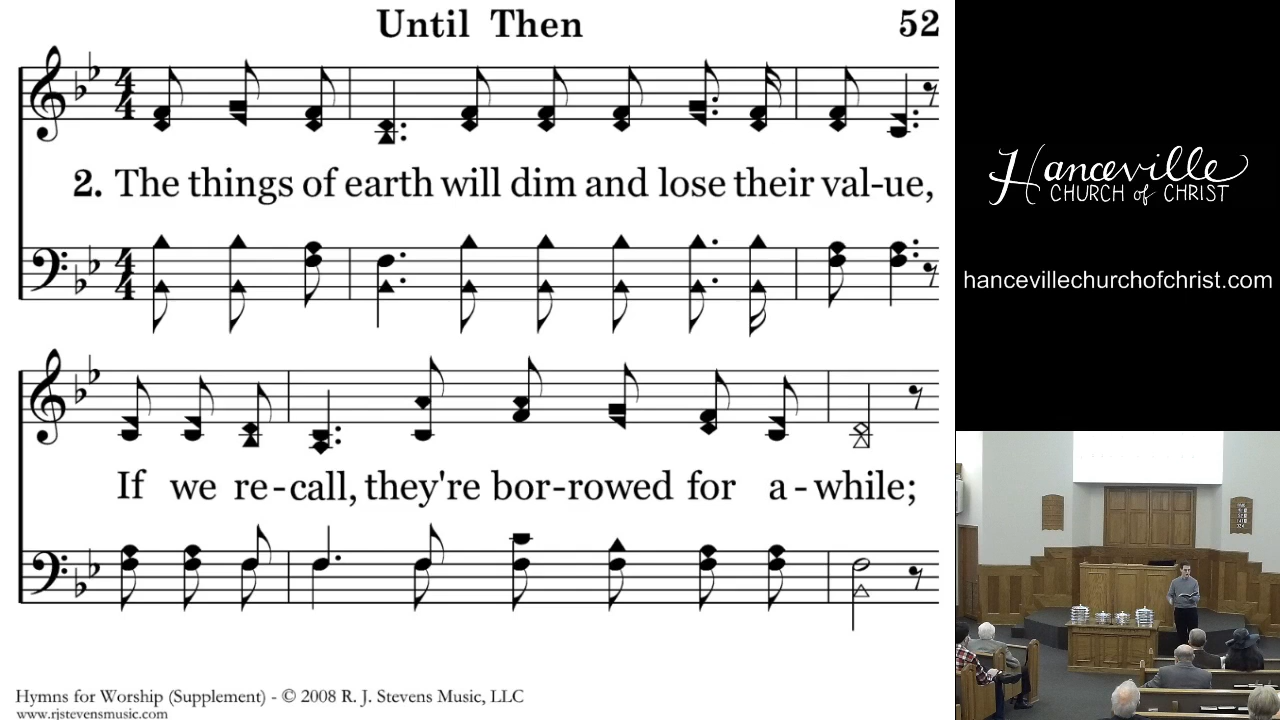 Until Then
52
2. The things of earth will dim and lose their val-ue,
If we re-call, they're bor-rowed for a-while;
Hymns for Worship (Supplement) - © 2008 R. J. Stevens Music, LLC
www.rjstevensmusic.com
Hanceville
CHURCH of CHRIST
hancevillechurchofchrist.com